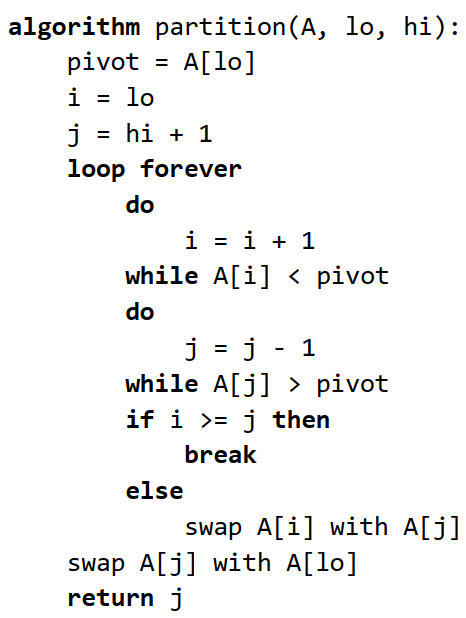 algorithm partition(A, lo, hi):
    pivot = A[lo]
    i = lo
    j = hi + 1
    loop forever
        do
            i = i + 1
        while A[i] < pivot
        do
            j = j - 1
        while A[j] > pivot
        if i >= j then
            break
        else
            swap A[i] with A[j]
    swap A[j] with A[lo]
    return j